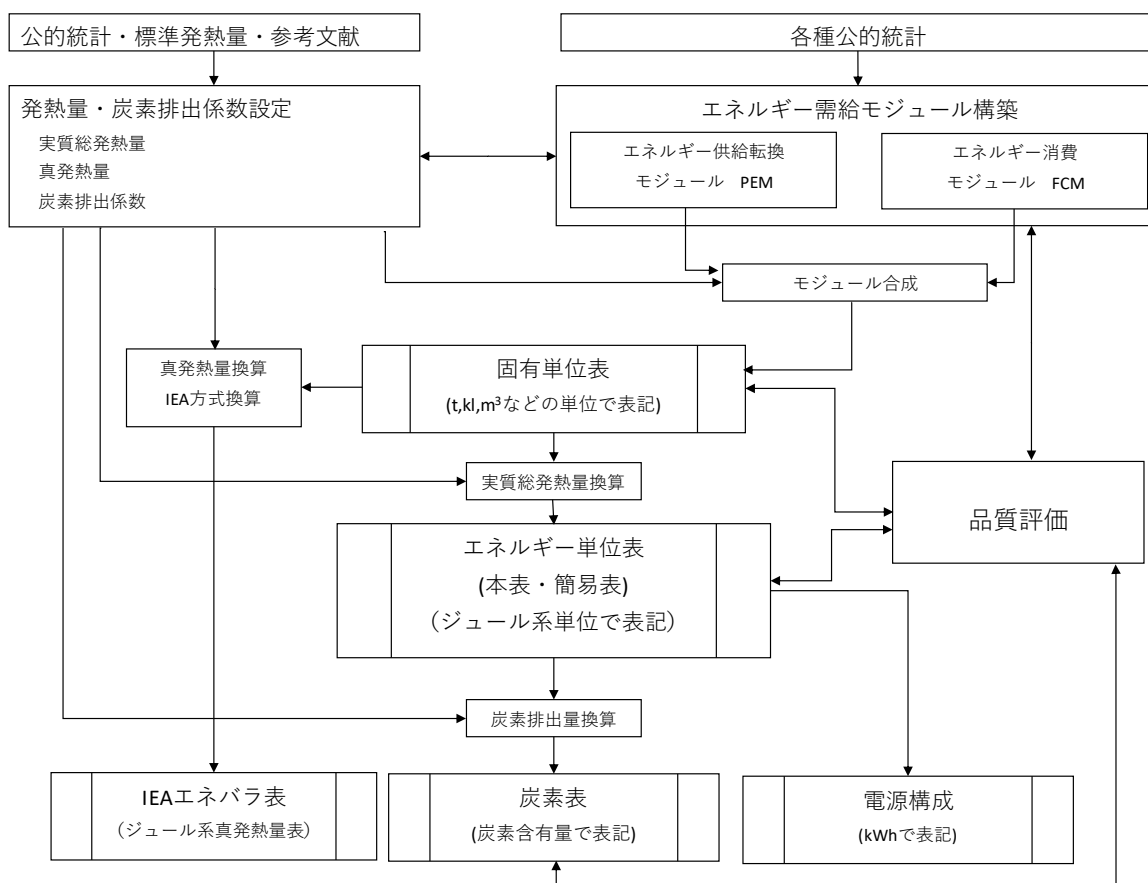 公的統計・標準発熱量・参考文献
各種公的統計
発熱量・炭素排出係数設定
実質総発熱量
真発熱量
炭素排出係数
エネルギー需給モジュール構築
エネルギー供給転換
モジュール PEM
エネルギー消費
モジュール FCM
モジュール合成
真発熱量換算
IEA方式換算
固有単位表
(t,kl,m³などの単位で表記)
実質総発熱量換算
エネルギー単位表
(本表・簡易表)
（ジュール系単位で表記）
品質評価
炭素排出量換算
IEAエネバラ表
（ジュール系真発熱量表）
炭素表
(炭素含有量で表記)
電源構成
(kWhで表記)